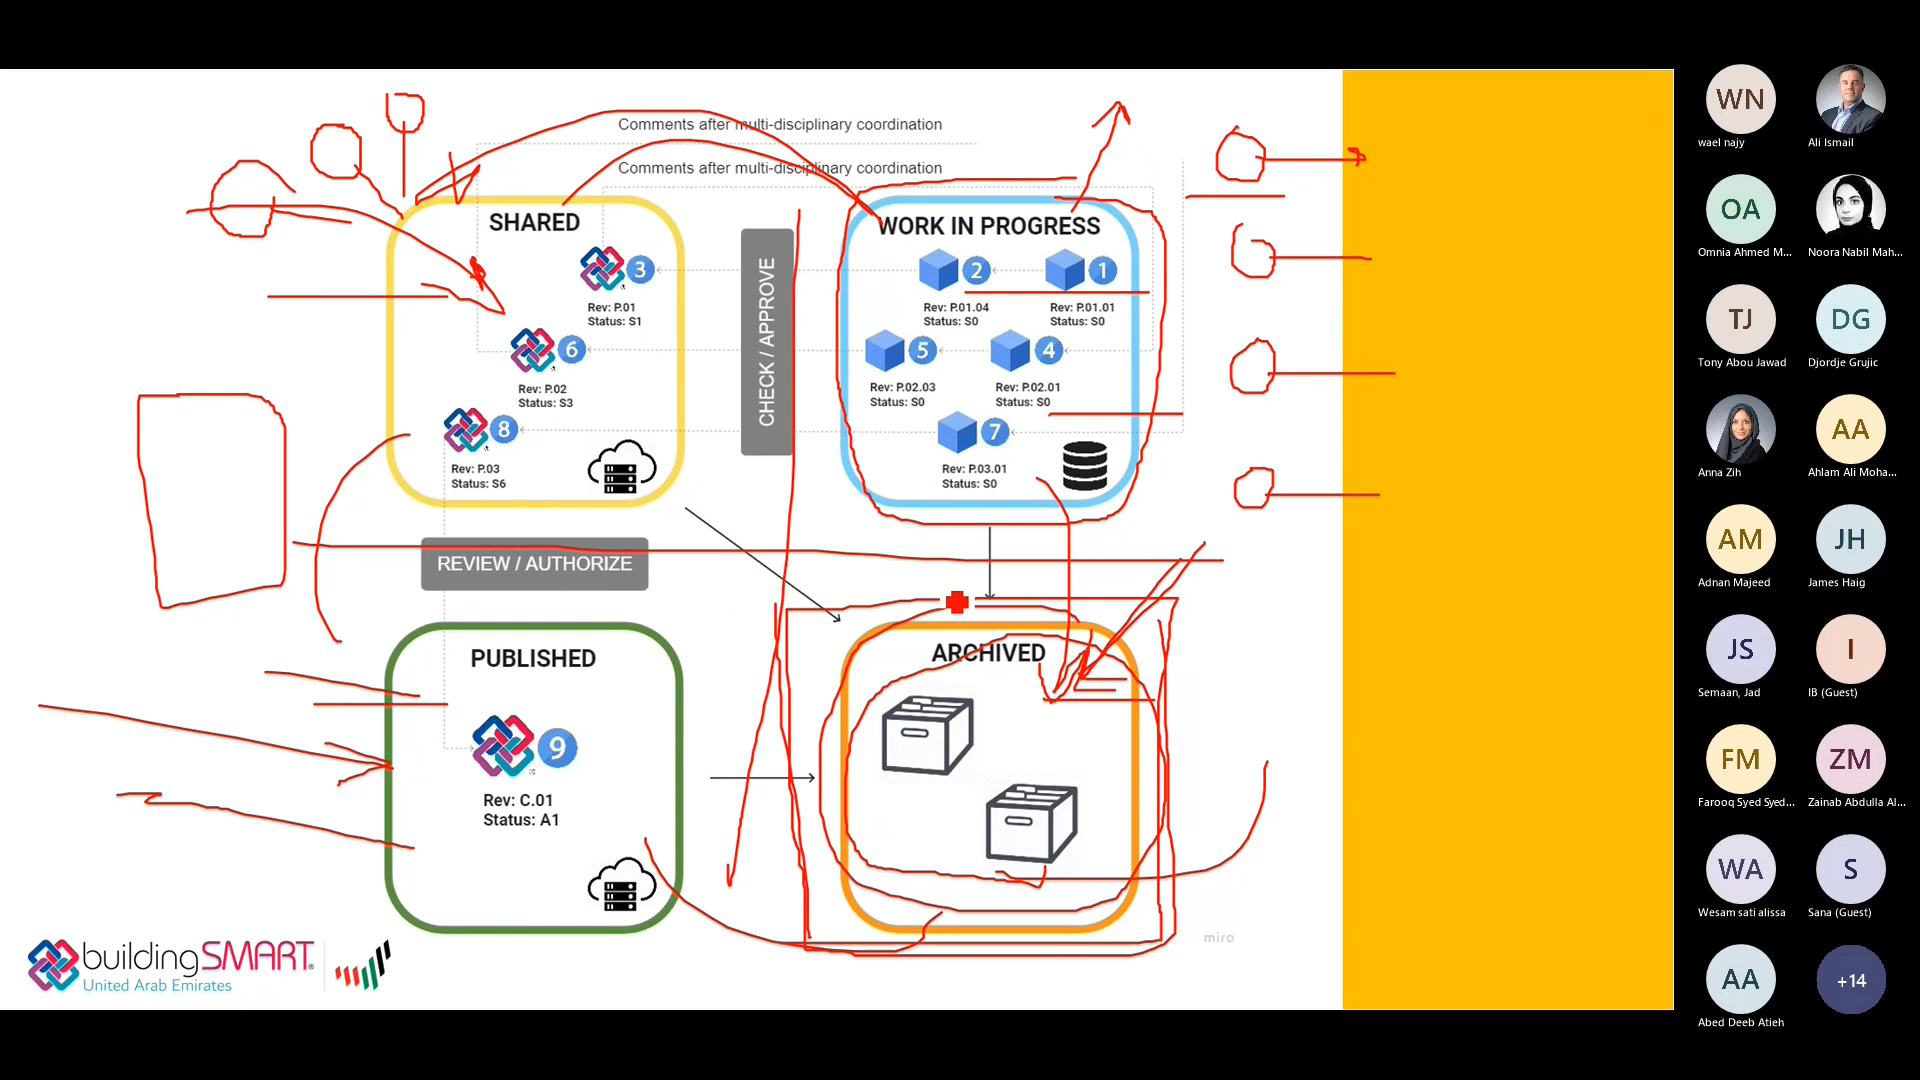 Comments after multi-disciplinary coordination
Comments after multi-disciplinary coordination
SHARED
3
Rev: P.01
Status: S1
6
Rev: P.02
Status: S3
8
Rev: P.03
Status: S6
CHECK / APPROVE
WORK IN PROGRESS
2
1
Rev: P.01.04
Status: S0
Rev: P.01.01
Status: S0
5
4
Rev: P.02.03
Status: S0
Rev: P.02.01
Status: S0
7
Rev: P.03.01
Status: S0
REVIEW / AUTHORIZE
PUBLISHED
9
Rev: C.01
Status: A1
ARCHIVED
miro
buildingSMART
United Arab Emirates
WN
wael najy
Ali Ismail
OA
Omnia Ahmed M...
Noora Nabil Mah...
TJ
Tony Abou Jawad
DG
Djordje Grujic
Anna Zih
AA
Ahlam Ali Moha...
AM
Adnan Majeed
JH
James Haig
JS
Semaan, Jad
I
IB (Guest)
FM
Farooq Syed Syed...
ZM
Zainab Abdulla Al...
WA
Wesam sati alissa
S
Sana (Guest)
AA
Abed Deeb Atieh
+14